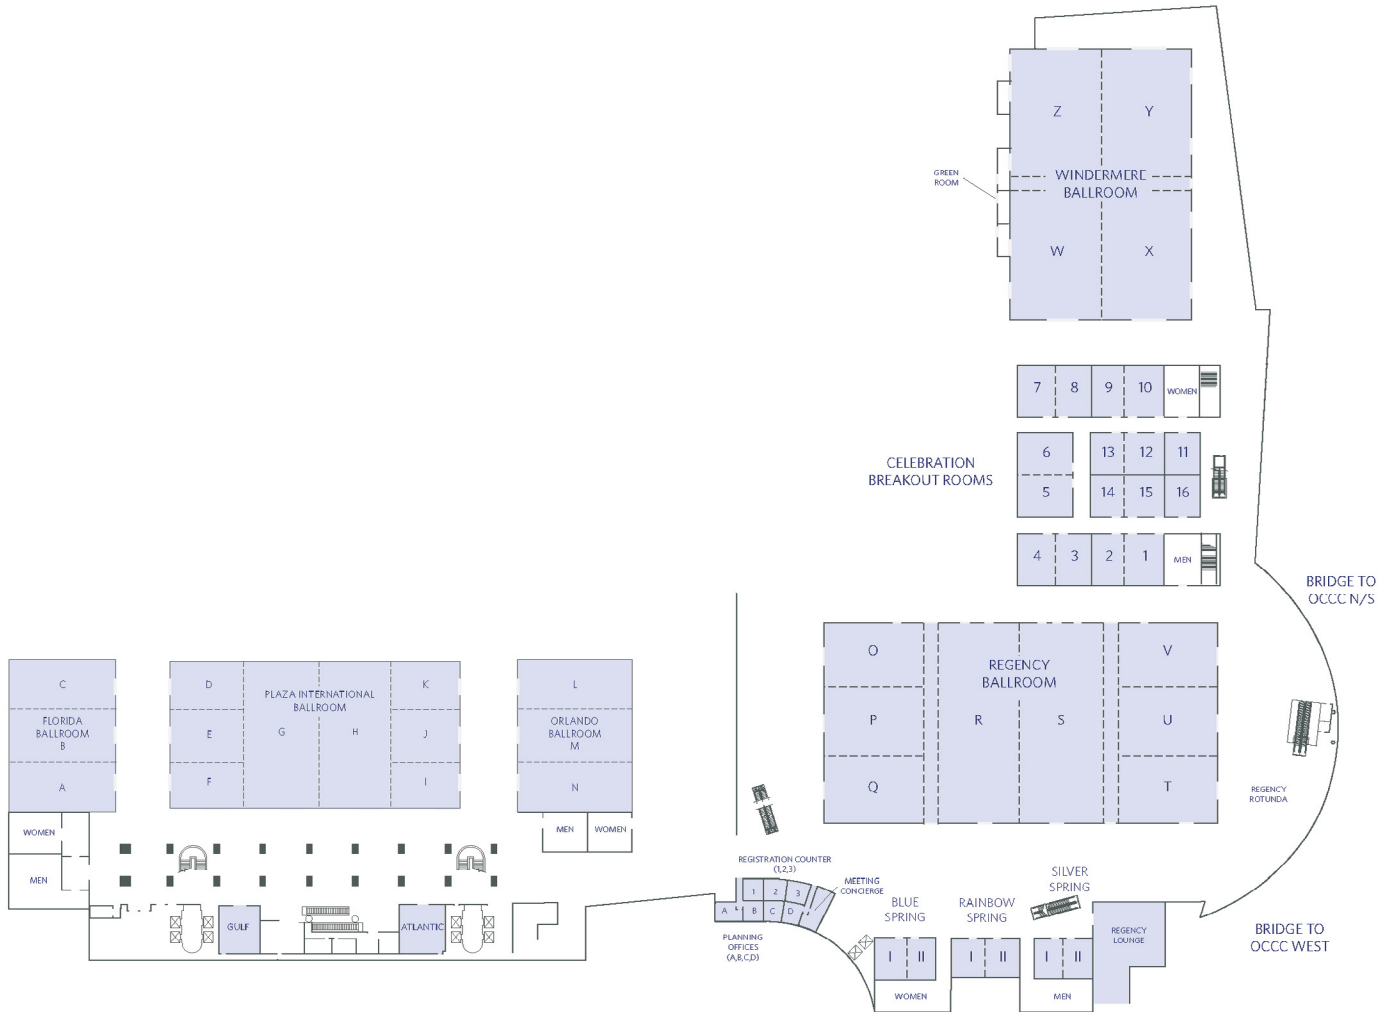 Z
Y
GREEN
ROOM
WINDERMERE
BALLROOM
W
X
7
8
9
10
WOMEN
CELEBRATION
BREAKOUT ROOMS
6
13
12
11
5
14
15
16
4
3
2
1
MEN
BRIDGE TO
OCCC N/S
O
V
REGENCY
BALLROOM
P
R
S
U
Q
T
REGENCY
ROTUNDA
C
FLORIDA
BALLROOM
B
A
WOMEN
MEN
D
K
PLAZA INTERNATIONAL
BALLROOM
E
G
H
J
F
I
L
ORLANDO
BALLROOM
M
N
MEN
WOMEN
GULF
ATLANTIC
REGISTRATION COUNTER
(1,2,3)
1
2
3
MEETING
CONCIERGE
A
B
C
D
PLANNING
OFFICES
(A,B,C,D)
BLUE
SPRING
I
II
WOMEN
RAINBOW
SPRING
I
II
SILVER
SPRING
I
II
MEN
REGENCY
LOUNGE
BRIDGE TO
OCCC WEST